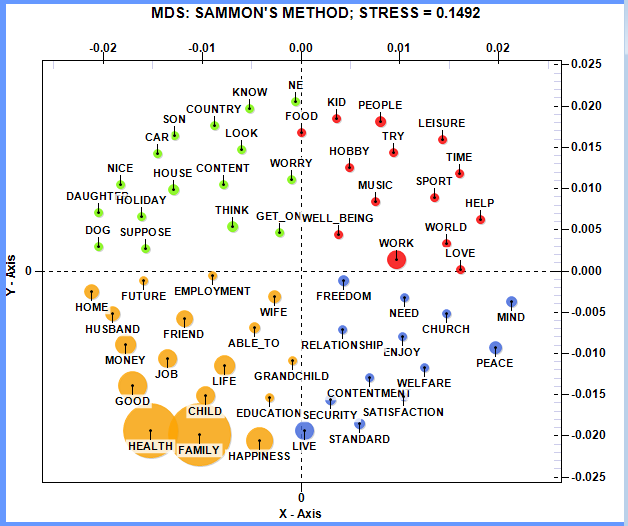 MDS: SAMMON'S METHOD; STRESS = 0.1492
-0.02 -0.01 0.00 0.01 0.02
0.025
KNOW NE
KID PEOPLE
0.020
SON COUNTRY FOOD
LEISURE
CAR LOOK TRY
0.015
HOBBY TIME
NICE HOUSE CONTENT WORRY
MUSIC SPORT
0.010
DAUGHTER HOLIDAY
HELP
THINK GET_ON WELL_BEING
0.005
DOG SUPPOSE WORLD
WORK LOVE
Y - Axis
0 0.000
FUTURE EMPLOYMENT FREEDOM
HOME WIFE NEED MIND
-0.005
HUSBAND FRIEND CHURCH
ABLE_TO RELATIONSHIP ENJOY
-0.010
MONEY JOB LIFE GRANDCHILD PEACE
WELFARE
CONTENTMENT
-0.015
GOOD CHILD EDUCATION SECURITY SATISFACTION
STANDARD
-0.020
HEALTH FAMILY HAPPINESS LIVE
-0.025
0
X - Axis